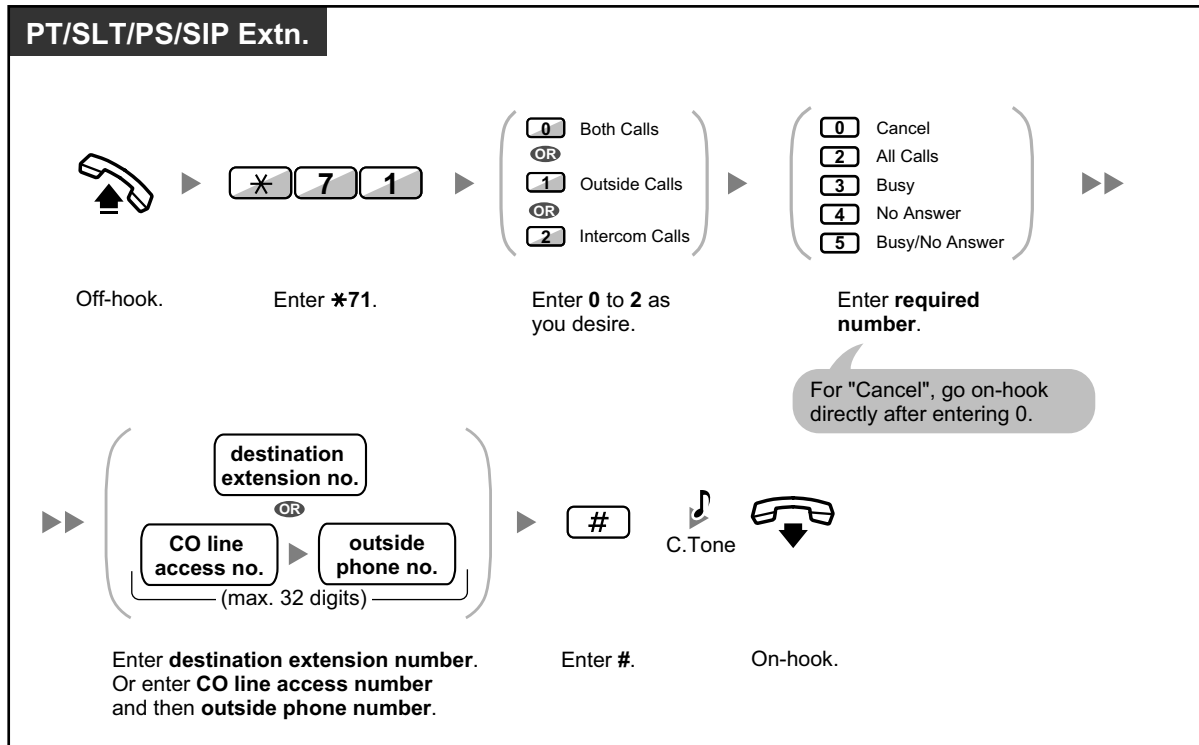 PT/SLT/PS/SIP Extn.
0 Both Calls
OR
1 Outside Calls
OR
2 Intercom Calls
0 Cancel
2 All Calls
3 Busy
4 No Answer
5 Busy/No Answer
＊ 7 1
Off-hook.
Enter ＊71.
Enter 0 to 2 as
you desire.
Enter required
number.
For "Cancel", go on-hook
directly after entering 0.
destination
extension no.
OR
CO line
access no.
outside
phone no.
(max. 32 digits)
#
C.Tone
Enter destination extension number.
Or enter CO line access number
and then outside phone number.
Enter #.
On-hook.